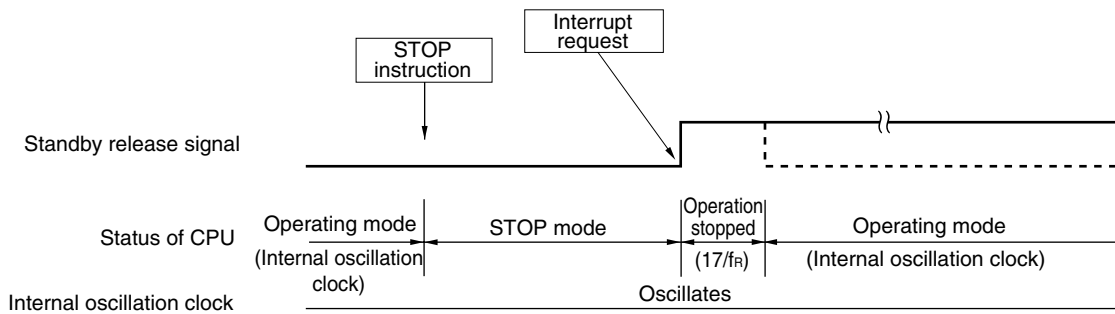 Interrupt
request
STOP
instruction
Standby release signal
Status of CPU
Operating mode
(Internal oscillation
clock)
STOP mode
Operation
stopped
(17/fR)
Operating mode
(Internal oscillation clock)
Internal oscillation clock
Oscillates